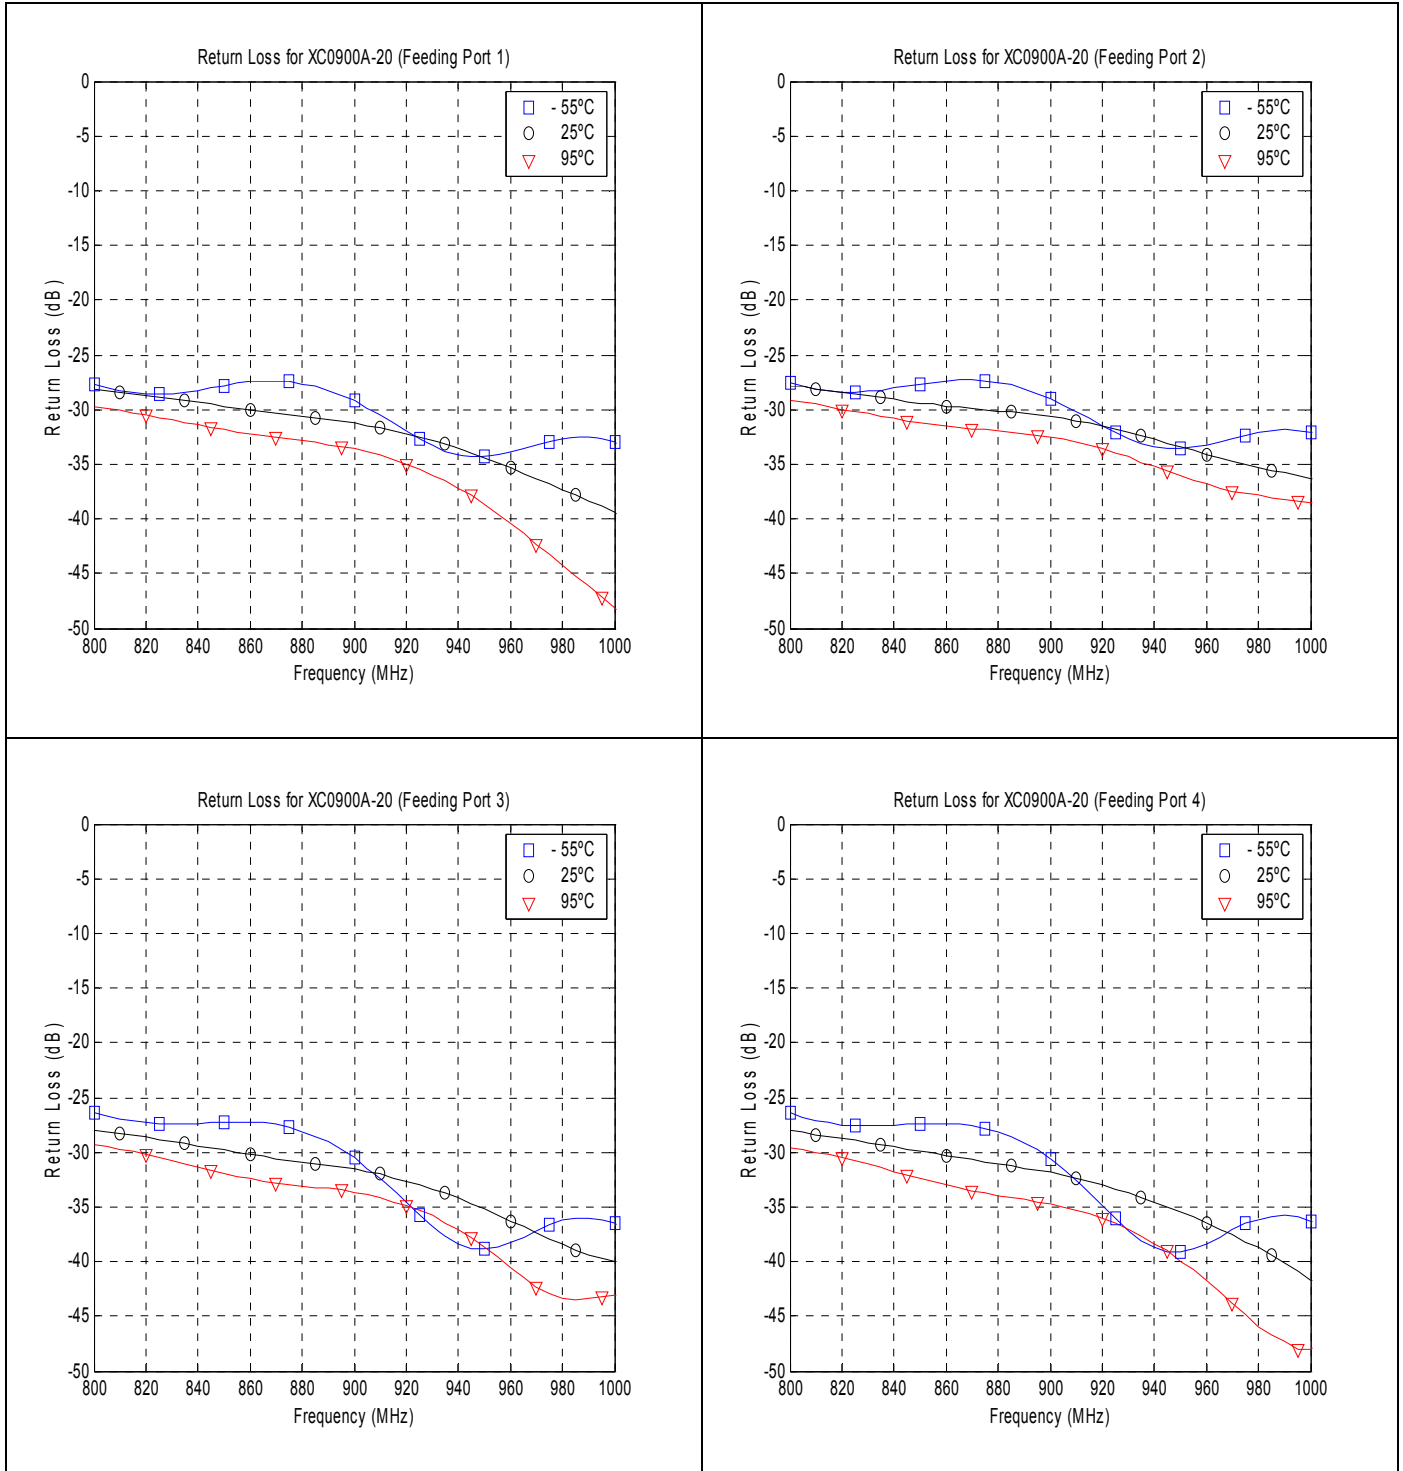 Return Loss for XC0900A-20 (Feeding Port 1)
0
-5
-10
-15
-20
-25
-30
-35
-40
-45
-50
Return Loss (dB)
- 55ºC
25ºC
95ºC
800 820 840 860 880 900 920 940 960 980 1000
Frequency (MHz)
Return Loss for XC0900A-20 (Feeding Port 2)
0
-5
-10
-15
-20
-25
-30
-35
-40
-45
-50
Return Loss (dB)
- 55ºC
25ºC
95ºC
800 820 840 860 880 900 920 940 960 980 1000
Frequency (MHz)
Return Loss for XC0900A-20 (Feeding Port 3)
0
-5
-10
-15
-20
-25
-30
-35
-40
-45
-50
Return Loss (dB)
- 55ºC
25ºC
95ºC
800 820 840 860 880 900 920 940 960 980 1000
Frequency (MHz)
Return Loss for XC0900A-20 (Feeding Port 4)
0
-5
-10
-15
-20
-25
-30
-35
-40
-45
-50
Return Loss (dB)
- 55ºC
25ºC
95ºC
800 820 840 860 880 900 920 940 960 980 1000
Frequency (MHz)